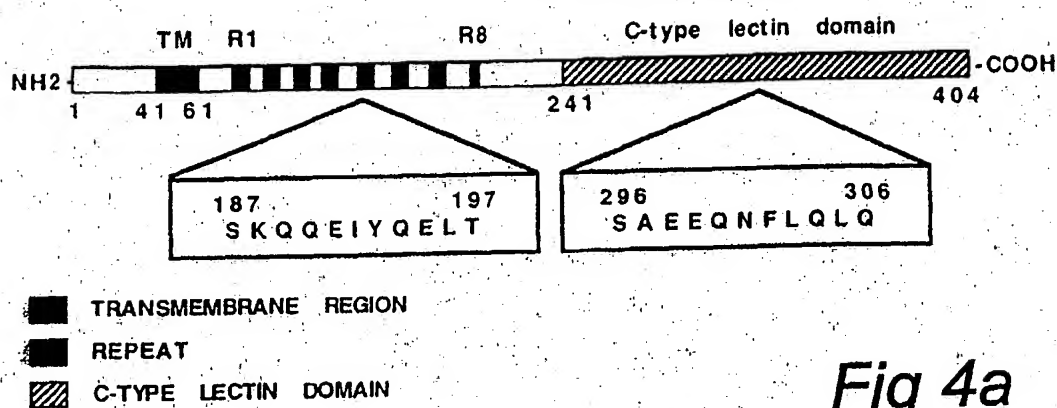 TM R1 R8 C-type lectin domain
NH2- -COOH
1 41 61 241 404
187 197
SKQQEIYQELT
296 306
SAEEQNFLQLQ
TRANSMEMBRANE REGION
REPEAT
C-TYPE LECTIN DOMAIN
Fig 4a